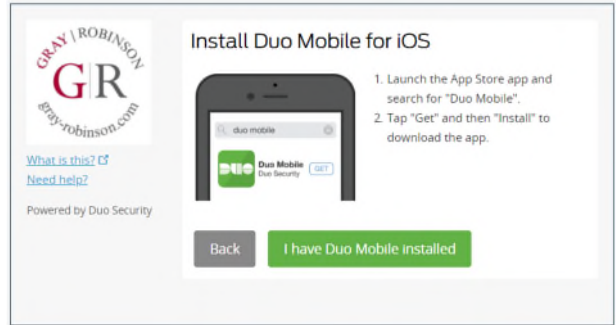 GRAY | ROBINSON
G|R
gray-robinson.com
What is this?
Need help?
Powered by Duo Security
Install Duo Mobile for iOS
duo mobile
DUO
Duo Mobile
Duo Security
GET
1. Launch the App Store app and
search for "Duo Mobile".
2. Tap "Get" and then "Install" to
download the app.
Back
I have Duo Mobile installed